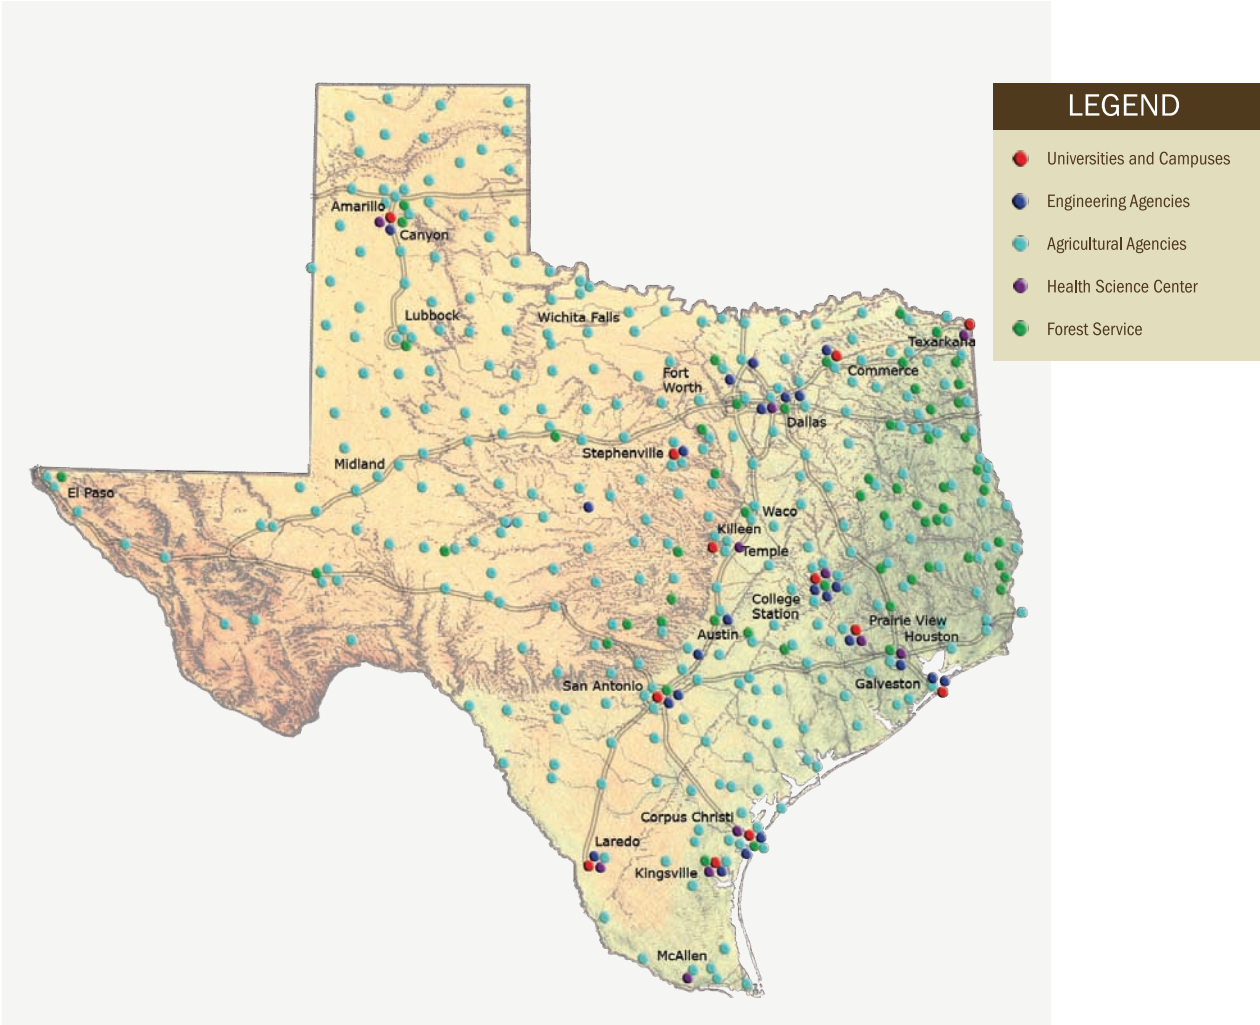 LEGEND
Universities and Campuses
Engineering Agencies
Agricultural Agencies
Health Science Center
Forest Service
Amarillo
Canyon
Lubbock
Wichita Falls
Texarkana
Commerce
Fort
Worth
Dallas
Stephenville
Midland
El Paso
Waco
Killeen
Temple
College
Station
Prairie View
Houston
Austin
San Antonio
Galveston
Corpus Christi
Laredo
Kingsville
McAllen